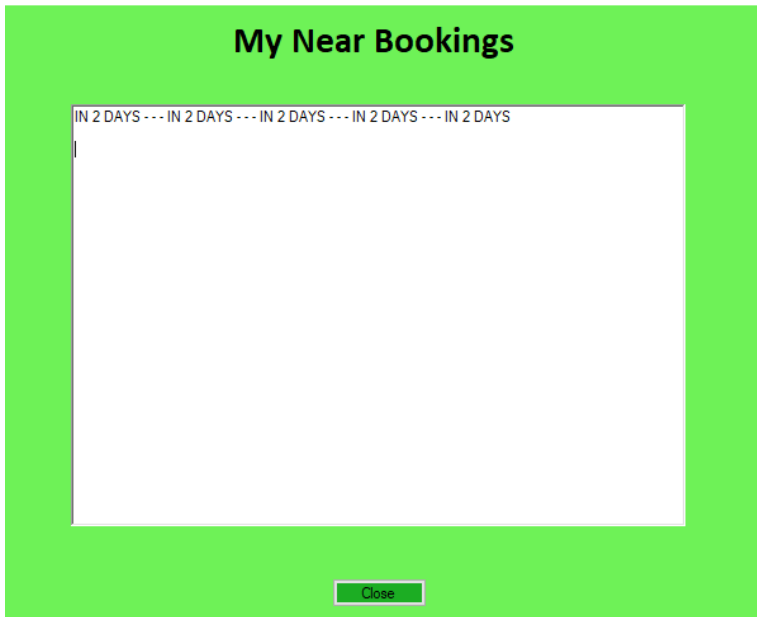 My Near Bookings
IN 2 DAYS - - - IN 2 DAYS - - - IN 2 DAYS - - - IN 2 DAYS - - - IN 2 DAYS
Close